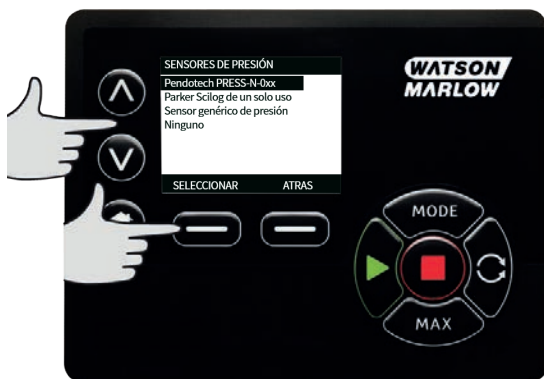 SENSORES DE PRESIÓN
Pendotech PRESS-N-0xx
Parker Scilog de un solo uso
Sensor genérico de presión
Ninguno
SELECCIONAR ATRAS
WATSON
MARLOW
MODE
MAX